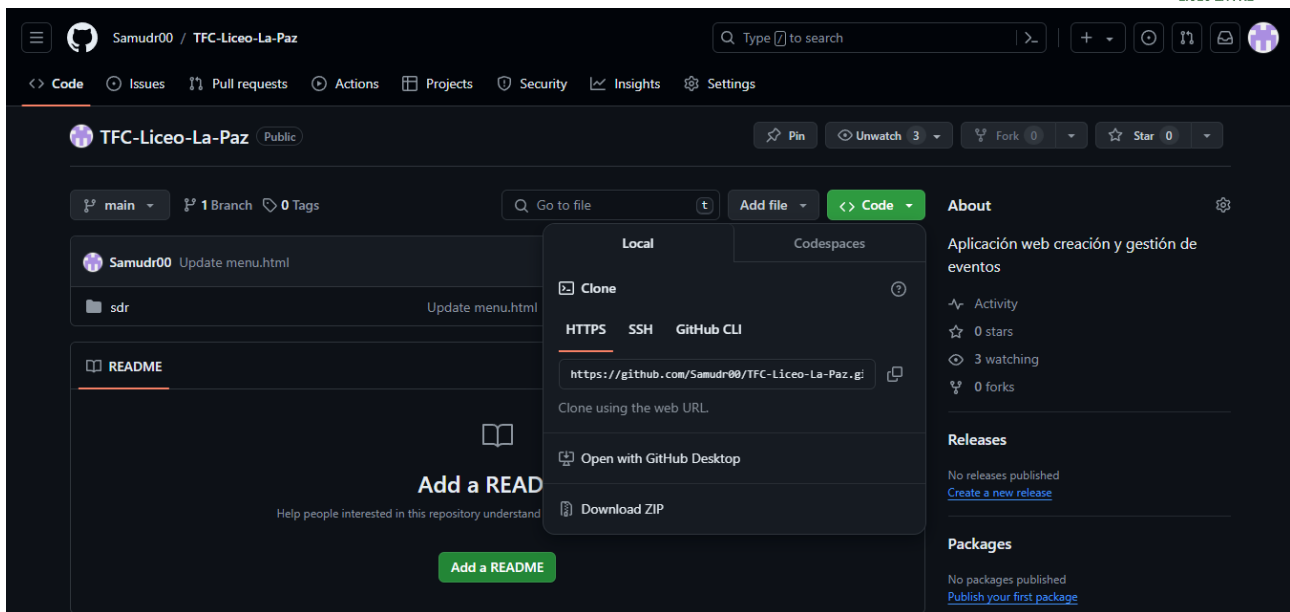 Samudr00 / TFC-Liceo-La-Paz
Type / to search
Code Issues Pull requests Actions Projects Security Insights Settings
TFC-Liceo-La-Paz Public
Pin Unwatch 3 Fork 0 Star 0
main 1 Branch 0 Tags
Go to file t
Add file Code
Samudr00 Update menu.html
sdr Update menu.html
README
Add a READ
Help people interested in this repository understand
Add a README
Local Codespaces
Clone
HTTPS SSH GitHub CLI
https://github.com/Samudr00/TFC-Liceo-La-Paz.gi
Clone using the web URL.
Open with GitHub Desktop
Download ZIP
About
Aplicación web creación y gestión de
eventos
Activity
0 stars
3 watching
0 forks
Releases
No releases published
Create a new release
Packages
No packages published
Publish your first package